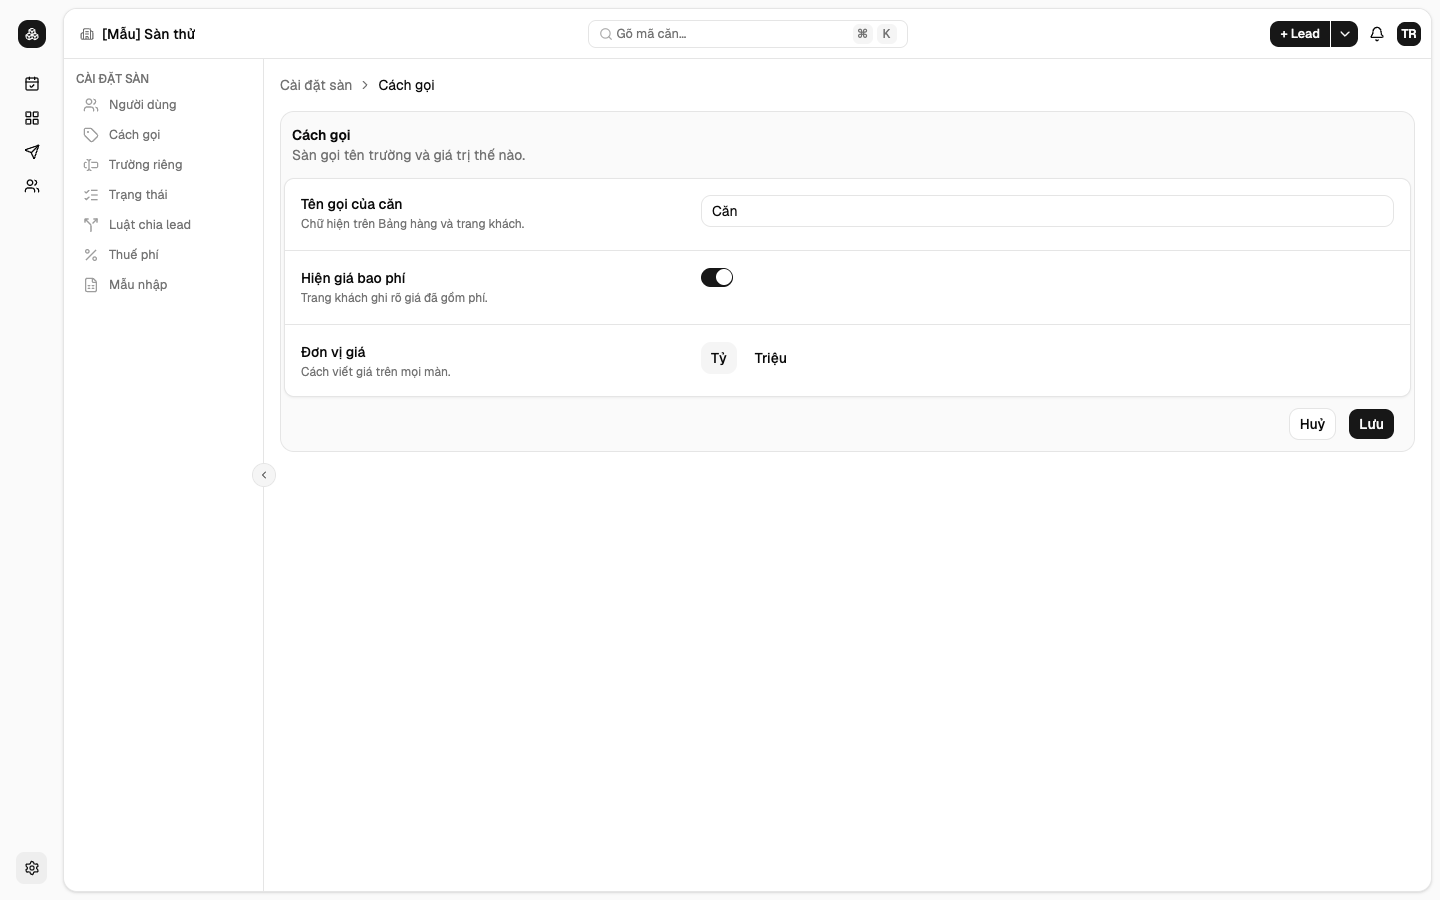 [Mẫu] Sàn thử
Gõ mã căn...
⌘ K
+ Lead
TR
CÀI ĐẶT SÀN
Người dùng
Cách gọi
Trường riêng
Trạng thái
Luật chia lead
Thuế phí
Mẫu nhập
Cài đặt sàn > Cách gọi
Cách gọi
Sàn gọi tên trường và giá trị thế nào.
Tên gọi của căn
Chữ hiện trên Bảng hàng và trang khách.
Căn
Hiện giá bao phí
Trang khách ghi rõ giá đã gồm phí.
Đơn vị giá
Cách viết giá trên mọi màn.
Tỷ
Triệu
Huỷ
Lưu